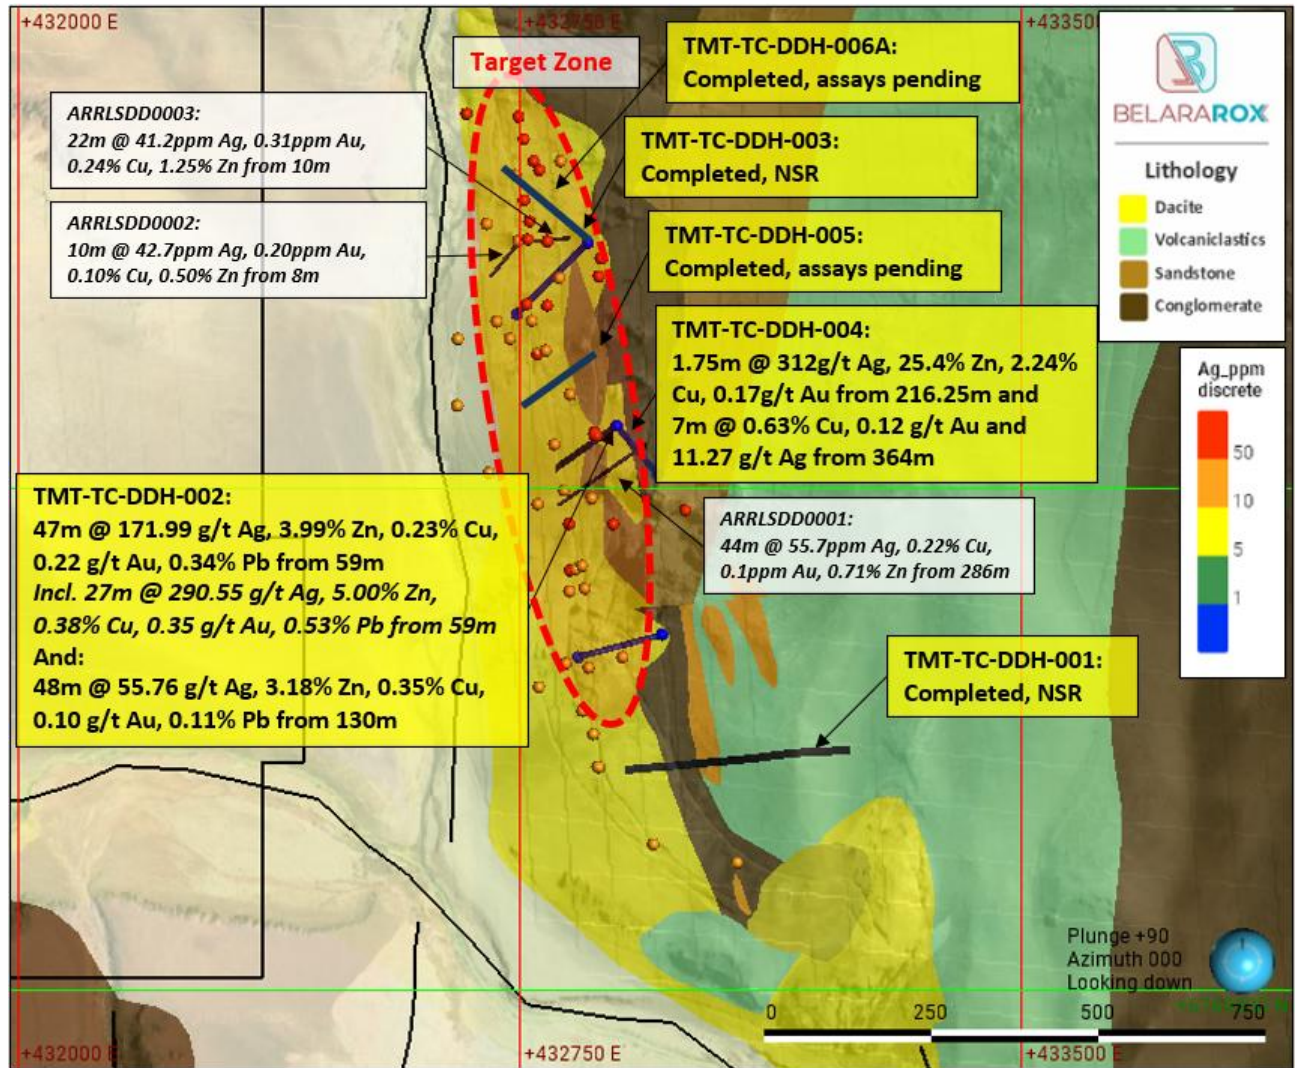 +432000 E
+432750 E
+433500
Target Zone
TMT-TC-DDH-006A:
Completed, assays pending
BELARAROX
ARRLSDD0003:
22m @ 41.2ppm Ag, 0.31ppm Au,
0.24% Cu, 1.25% Zn from 10m
TMT-TC-DDH-003:
Completed, NSR
Lithology
Dacite
Volcaniclastics
Sandstone
Conglomerate
ARRLSDD0002:
10m @ 42.7ppm Ag, 0.20ppm Au,
0.10% Cu, 0.50% Zn from 8m
TMT-TC-DDH-005:
Completed, assays pending
TMT-TC-DDH-004:
1.75m @ 312g/t Ag, 25.4% Zn, 2.24%
Cu, 0.17g/t Au from 216.25m and
7m @ 0.63% Cu, 0.12 g/t Au and
11.27 g/t Ag from 364m
Ag_ppm
discrete
50
10
5
1
TMT-TC-DDH-002:
47m @ 171.99 g/t Ag, 3.99% Zn, 0.23% Cu,
0.22 g/t Au, 0.34% Pb from 59m
Incl. 27m @ 290.55 g/t Ag, 5.00% Zn,
0.38% Cu, 0.35 g/t Au, 0.53% Pb from 59m
And:
48m @ 55.76 g/t Ag, 3.18% Zn, 0.35% Cu,
0.10 g/t Au, 0.11% Pb from 130m
ARRLSDD0001:
44m @ 55.7ppm Ag, 0.22% Cu,
0.1ppm Au, 0.71% Zn from 286m
TMT-TC-DDH-001:
Completed, NSR
Plunge +90
Azimuth 000
Looking down
0 250 500 750
+432000 E
+432750 E
+433500 E